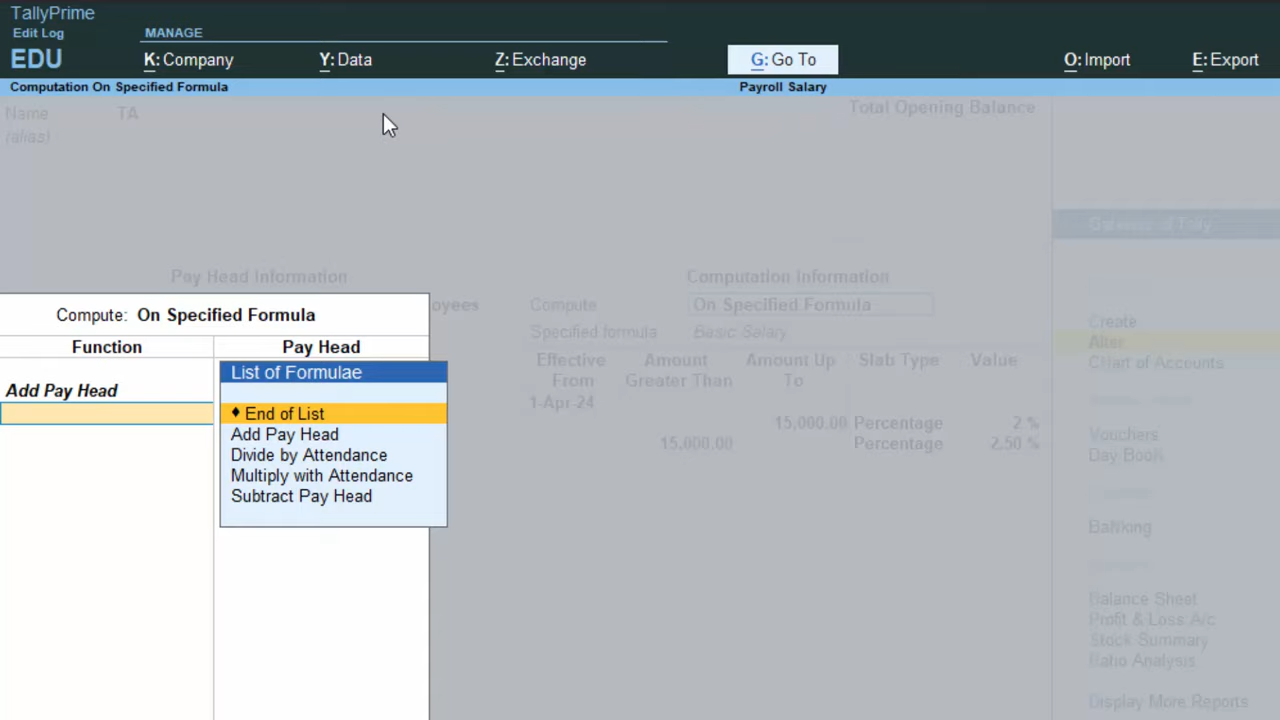 TallyPrime
Edit Log
EDU
MANAGE
K: Company
Y: Data
Z: Exchange
G: Go To
O: Import
E: Export
Computation On Specified Formula
Payroll Salary
Name TA
(alias)
Total Opening Balance
Gateway of Tally
Pay Head Information
Computation Information
oyees
Compute On Specified Formula
Specified formula Basic Salary
Effective From
Amount Greater Than
Amount Up To
Slab Type
Value
1-Apr-24
15,000.00 Percentage 2 %
15,000.00 Percentage 2.50 %
Compute: On Specified Formula
Function Pay Head
Add Pay Head
List of Formulae
♦ End of List
Add Pay Head
Divide by Attendance
Multiply with Attendance
Subtract Pay Head
Create
Alter
CHart of Accounts
Vouchers
Day Book
BaNking
Balance Sheet
Profit & Loss A/c
Stock Summary
Ratio Analysis
Display More Reports